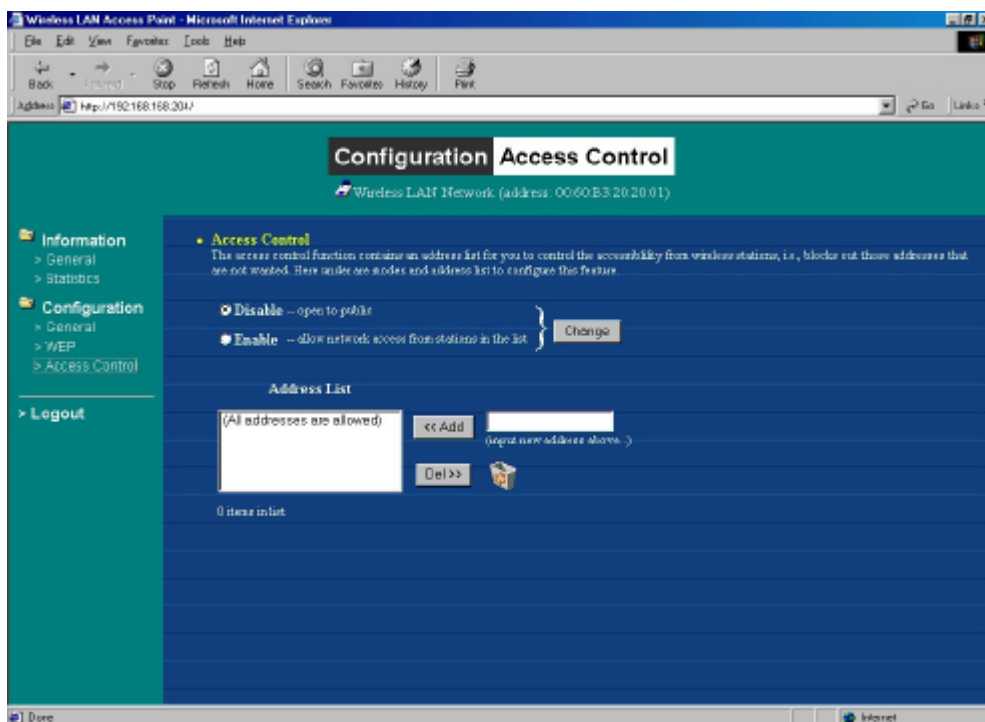 Wireless LAN Access Point - Microsoft Internet Explorer
File Edit View Favorites Tools Help
Back Forward Stop Refresh Home Search Favorites History Print
Address http://192.168.168.204/ Go Links
Configuration Access Control
Wireless LAN Network (address: 00:60:B3:20:20:01)
Information
> General
> Statistics
Configuration
> General
> WEP
> Access Control
> Logout
• Access Control
The access control function contains an address list for you to control the accessibility from wireless stations, i.e., blocks out those addresses that
are not wanted. Here under are modes and address list to configure this feature.
Disable -- open to public
Enable -- allow network access from stations in the list
Change
Address List
(All addresses are allowed)
<< Add
(input new address above..)
Del >>
0 items in list
Done
Internet